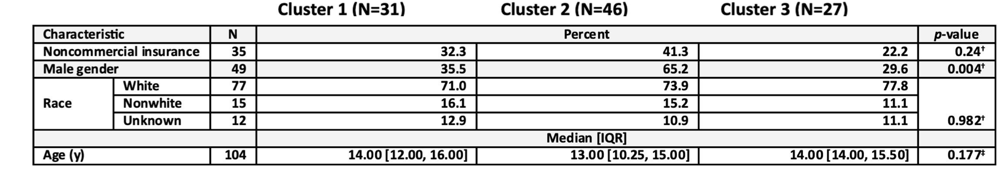 Cluster 1 (N=31) Cluster 2 (N=46) Cluster 3 (N=27)
Characteristic N Percent p-value
Noncommercial insurance 35 32.3 41.3 22.2 0.24†
Male gender 49 35.5 65.2 29.6 0.004†
White 77 71.0 73.9 77.8
Race Nonwhite 15 16.1 15.2 11.1
Unknown 12 12.9 10.9 11.1 0.982†
Median [IQR]
Age (y) 104 14.00 [12.00, 16.00] 13.00 [10.25, 15.00] 14.00 [14.00, 15.50] 0.177‡